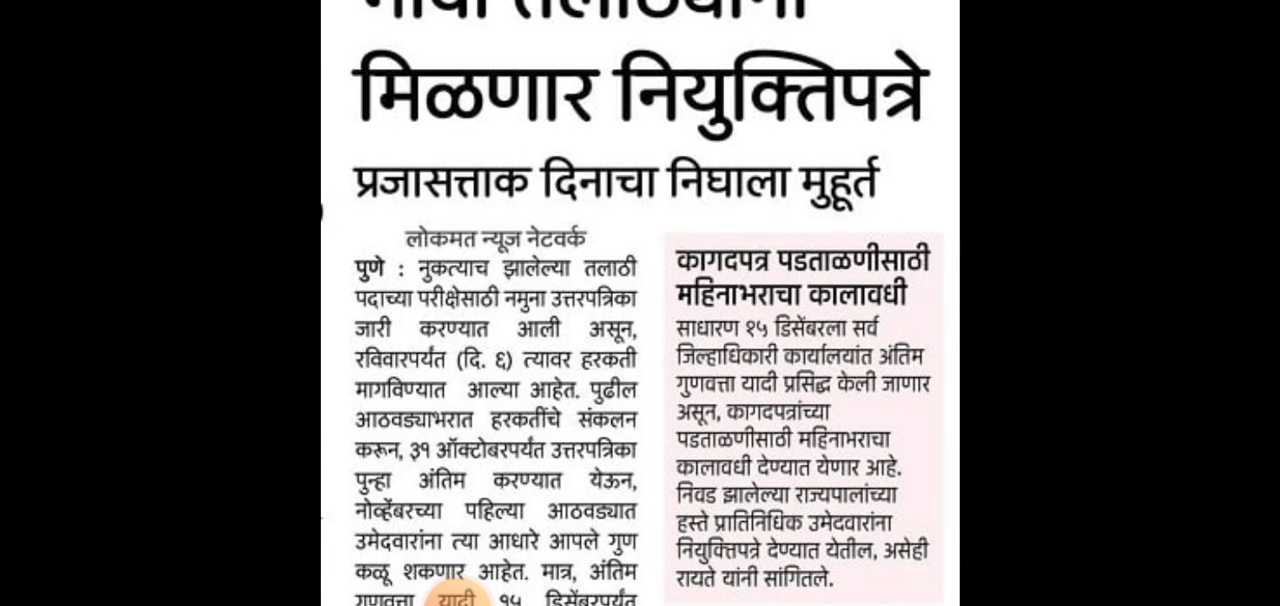 मिळणार नियुक्तिपत्रे
प्रजासत्ताक दिनाचा निघाला मुहूर्त
लोकमत न्यूज नेटवर्क
पुणे : नुकत्याच झालेल्या तलाठी
पदाच्या परीक्षेसाठी नमुना उत्तरपत्रिका
जारी करण्यात आली असून,
रविवारपर्यंत (दि. ६) त्यावर हरकती
मागविण्यात आल्या आहेत. पुढील
आठवड्याभरात हरकतींचे संकलन
करून, ३१ ऑक्टोबरपर्यंत उत्तरपत्रिका
पुन्हा अंतिम करण्यात येऊन,
नोव्हेंबरच्या पहिल्या आठवड्यात
उमेदवारांना त्या आधारे आपले गुण
कळू शकणार आहेत. मात्र, अंतिम
गुणवत्ता यादी १५ डिसेंबरपर्यंत
कागदपत्र पडताळणीसाठी
महिनाभराचा कालावधी
साधारण १५ डिसेंबरला सर्व
जिल्हाधिकारी कार्यालयांत अंतिम
गुणवत्ता यादी प्रसिद्ध केली जाणार
असून, कागदपत्रांच्या
पडताळणीसाठी महिनाभराचा
कालावधी देण्यात येणार आहे.
निवड झालेल्या राज्यपालांच्या
हस्ते प्रातिनिधिक उमेदवारांना
नियुक्तिपत्रे देण्यात येतील, असेही
रायते यांनी सांगितले.